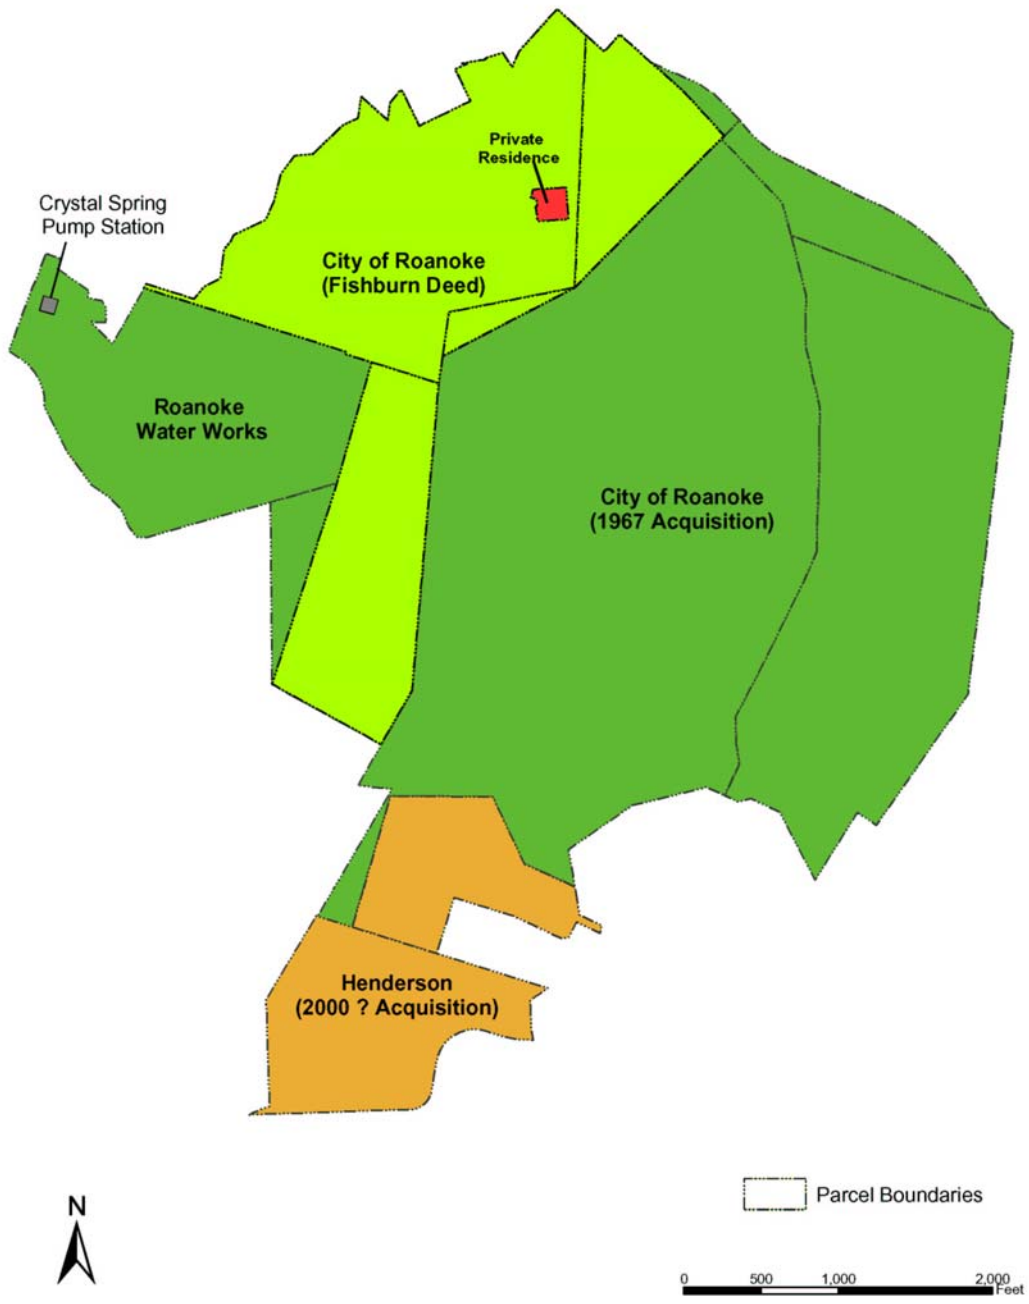 Private
Residence
Crystal Spring
Pump Station
City of Roanoke
(Fishburn Deed)
Roanoke
Water Works
City of Roanoke
(1967 Acquisition)
Henderson
(2000 ? Acquisition)
N
Parcel Boundaries
0 500 1,000 2,000
Feet